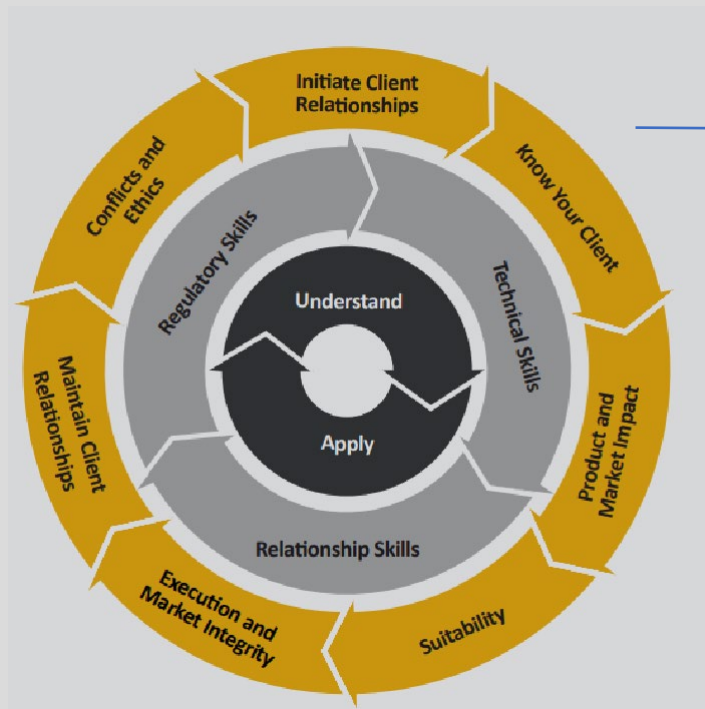 Initiate Client
Relationships
Know Your Client
Product and
Market Impact
Suitability
Execution and
Market Integrity
Maintain Client
Relationships
Conflicts and
Ethics
Regulatory Skills
Technical Skills
Relationship Skills
Understand
Apply